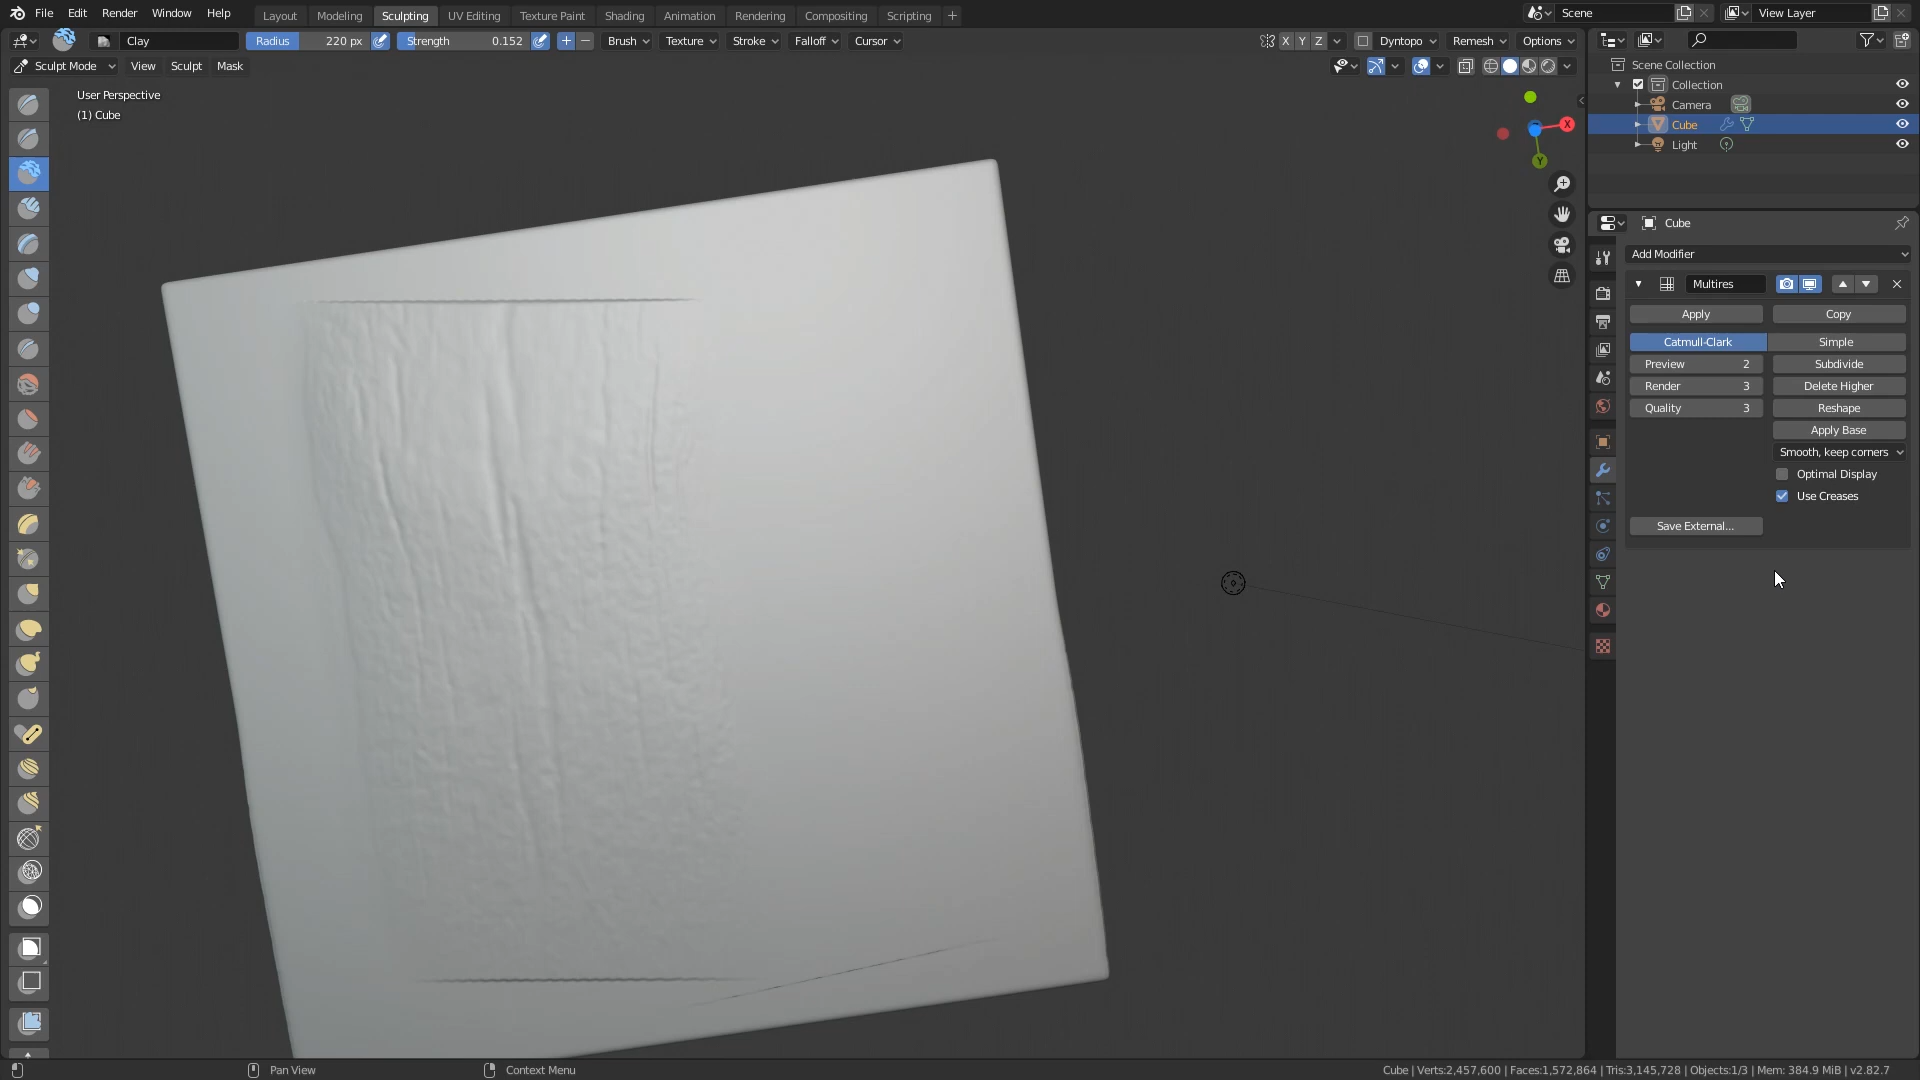 File Edit Render Window Help Layout Modeling Sculpting UV Editing Texture Paint Shading Animation Rendering Compositing Scripting + Scene View Layer
Clay Radius 220 px Strength 0.152 + − Brush Texture Stroke Falloff Cursor X Y Z Dyntopo Remesh Options
Sculpt Mode View Sculpt Mask
User Perspective
(1) Cube
X
Y
Scene Collection
Collection
Camera
Cube
Light
Cube
Add Modifier
Multires
Apply Copy
Catmull-Clark Simple
Preview 2 Subdivide
Render 3 Delete Higher
Quality 3 Reshape
Apply Base
Smooth, keep corners
Optimal Display
Use Creases
Save External...
Pan View Context Menu Cube | Verts:2,457,600 | Faces:1,572,864 | Tris:3,145,728 | Objects:1/3 | Mem: 384.9 MiB | v2.82.7